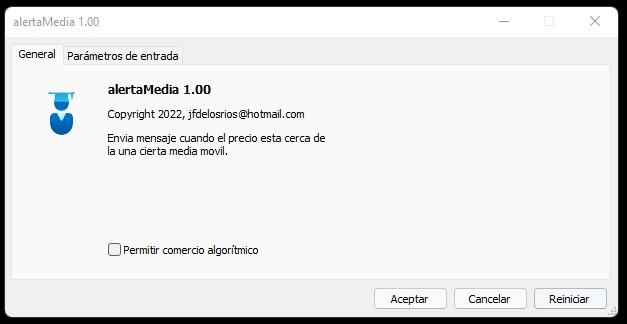 alertaMedia 1.00
General
Parámetros de entrada
alertaMedia 1.00
Copyright 2022, jfdelosrios@hotmail.com
Envia mensaje cuando el precio esta cerca de
la una cierta media movil.
Permitir comercio algorítmico
Aceptar
Cancelar
Reiniciar